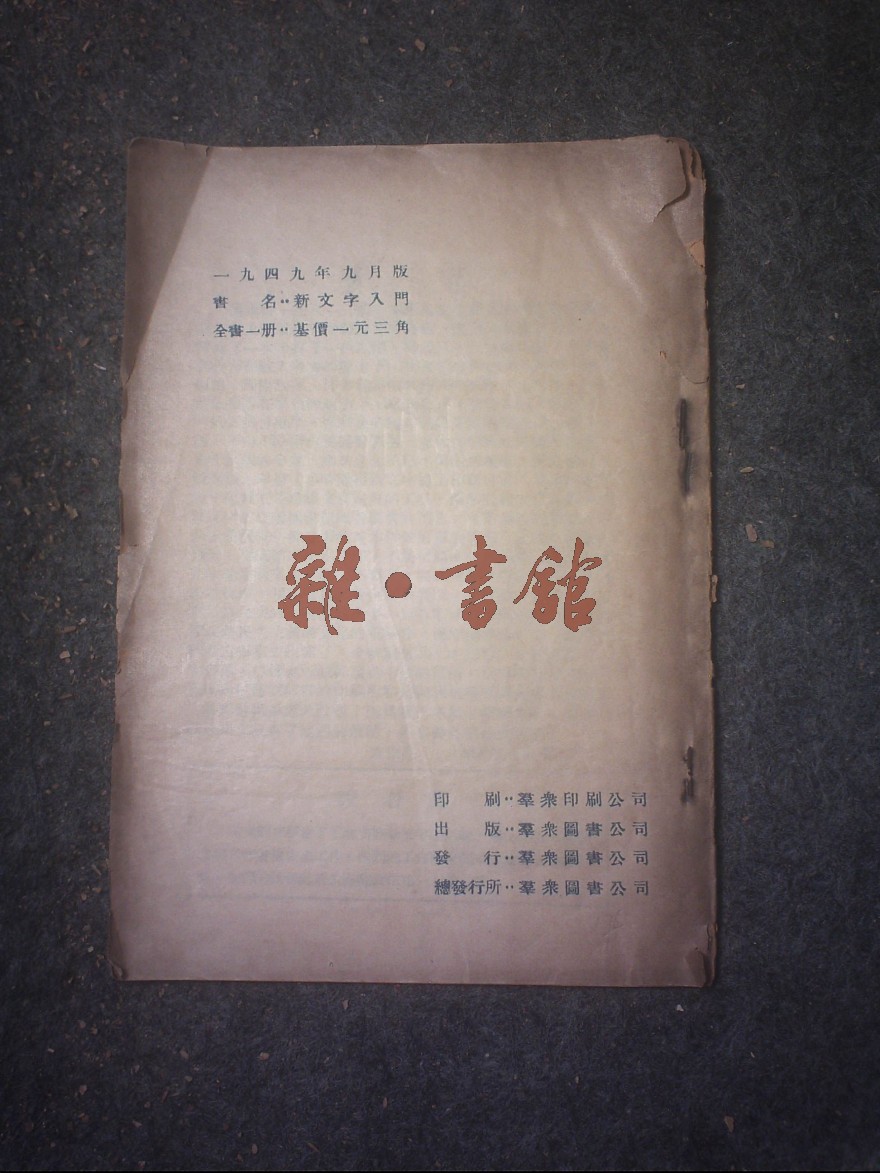 一九四九年九月版
書　名：新文字入門
全書一册：基價一元三角
雜·書館
印　刷：羣衆印刷公司
出　版：羣衆圖書公司
發　行：羣衆圖書公司
總發行所：羣衆圖書公司